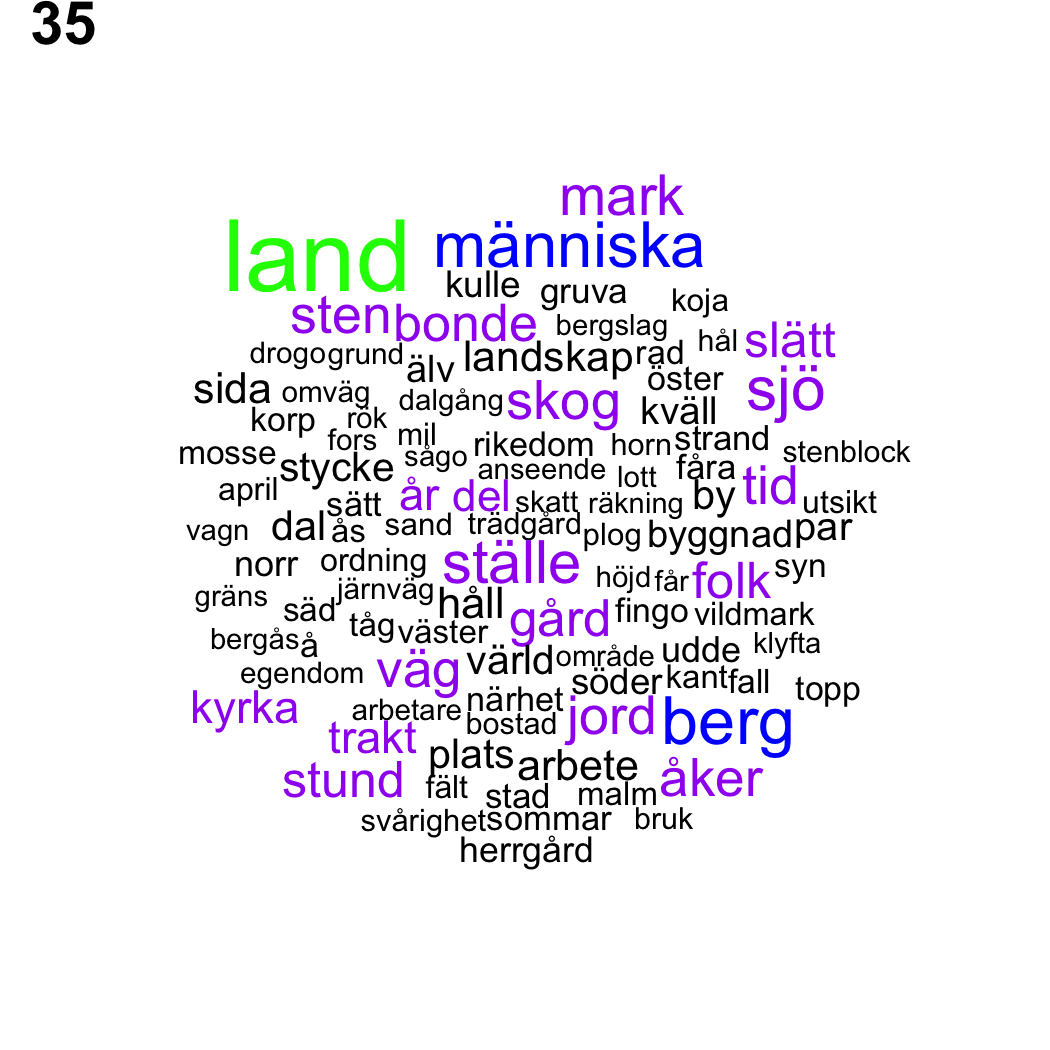 35
mark
land människa
kulle gruva koja
sten bonde bergslag hål slätt
drogo grund älv landskap rad
sida omväg dalgång skog öster sjö
korp rök kväll
fors mil sågo rikedom horn strand
mosse stycke anseende lott fåra stenblock
april sätt år del skatt räkning by tid utsikt
vagn dal ås sand trädgård plog byggnad par
norr ordning ställe höjd får folk syn
gräns säd järnväg håll gård fingo vildmark
bergås å tåg väster värld område udde klyfta
egendom väg söder kant fall topp
kyrka arbetare närhet bostad jord berg
trakt plats arbete
stund fält stad malm åker
svårighet sommar bruk
herrgård